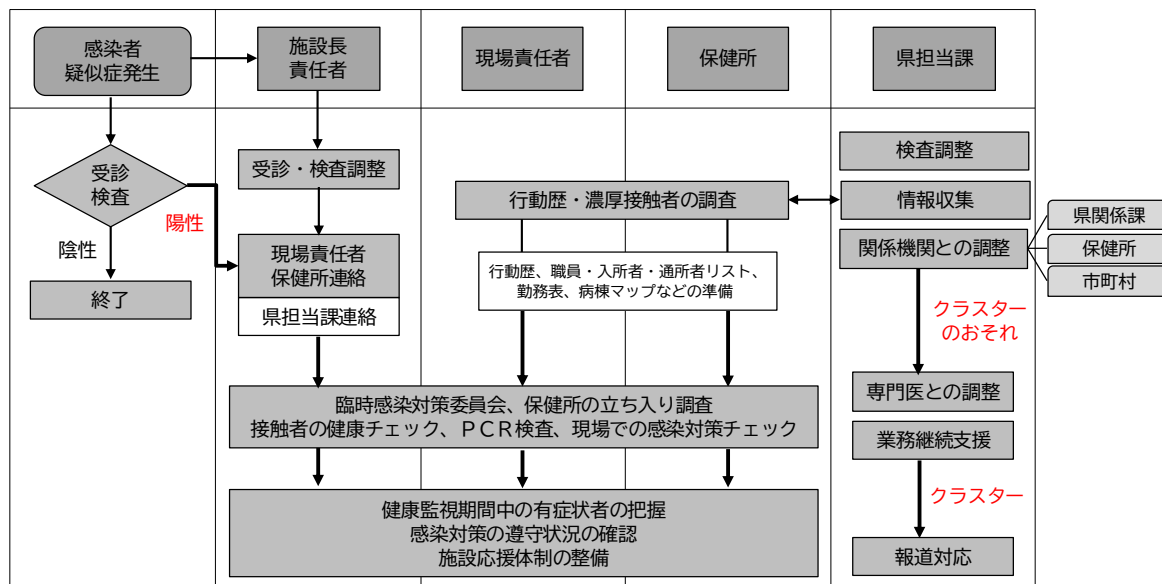 感染者
疑似症発生
施設長
責任者
現場責任者
保健所
県担当課
受診
検査
陽性
陰性
終了
受診・検査調整
現場責任者
保健所連絡
県担当課連絡
行動歴・濃厚接触者の調査
行動歴、職員・入所者・通所者リスト、
勤務表、病棟マップなどの準備
検査調整
情報収集
関係機関との調整
県関係課
保健所
市町村
クラスター
のおそれ
専門医との調整
業務継続支援
クラスター
報道対応
臨時感染対策委員会、保健所の立ち入り調査
接触者の健康チェック、ＰＣＲ検査、現場での感染対策チェック
健康監視期間中の有症状者の把握
感染対策の遵守状況の確認
施設応援体制の整備